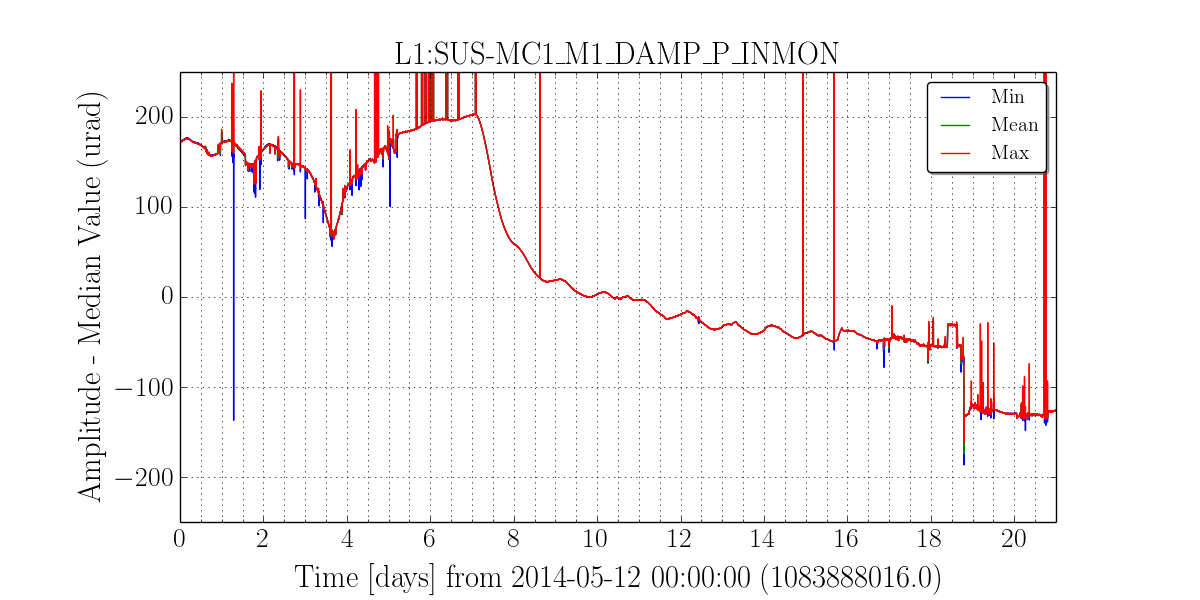 L1:SUS-MC1_M1_DAMP_P_INMON
Amplitude - Median Value (urad)
200
100
0
−100
−200
Min
Mean
Max
0 2 4 6 8 10 12 14 16 18 20
Time [days] from 2014-05-12 00:00:00 (1083888016.0)